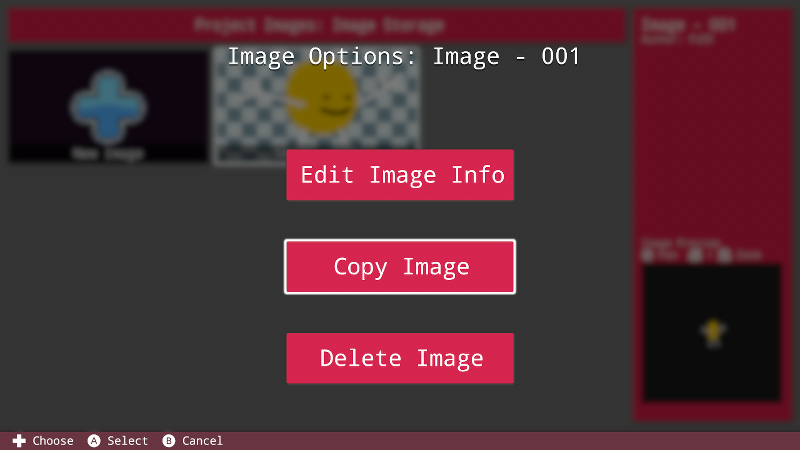 Project Images: Image Storage
Image - 001
Image Options: Image - 001
New Image
Edit Image Info
Copy Image
Delete Image
Choose A Select B Cancel